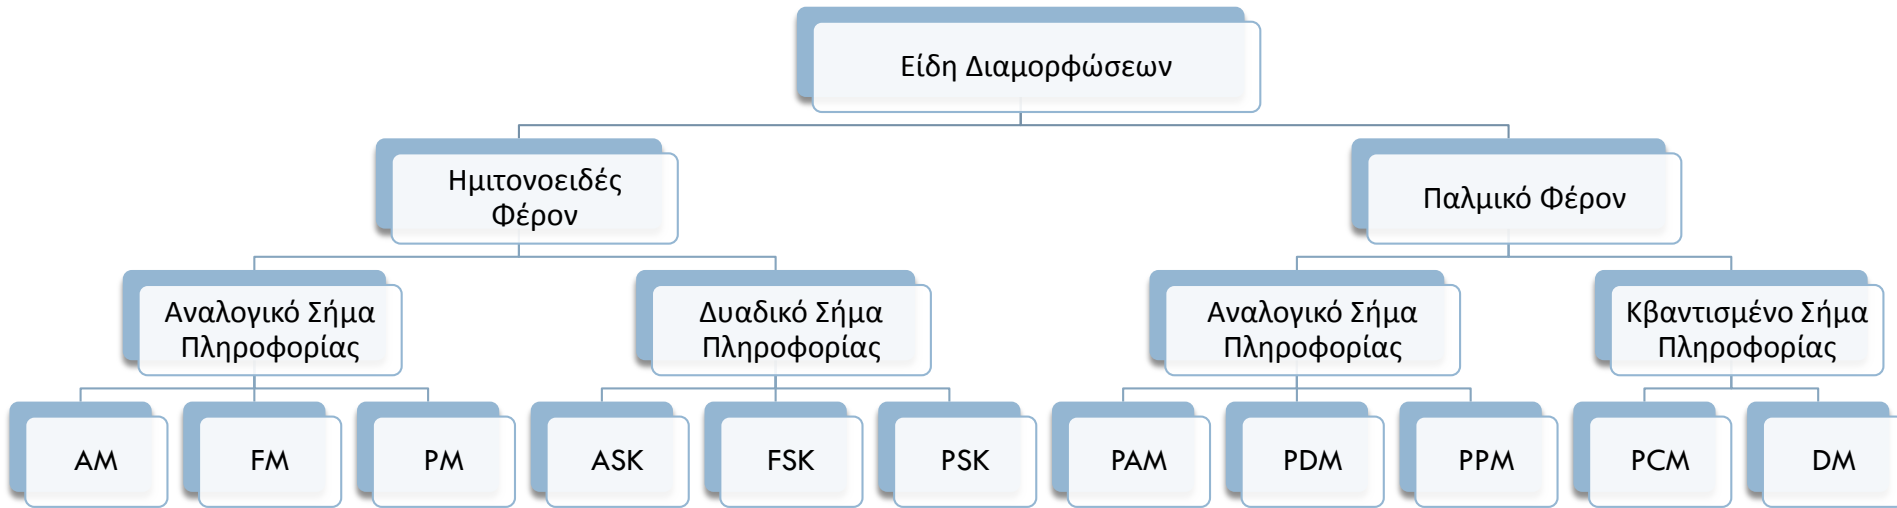 Είδη Διαμορφώσεων
Ημιτονοειδές
Φέρον
Παλμικό Φέρον
Αναλογικό Σήμα
Πληροφορίας
Δυαδικό Σήμα
Πληροφορίας
Αναλογικό Σήμα
Πληροφορίας
Κβαντισμένο Σήμα
Πληροφορίας
AM
FM
PM
ASK
FSK
PSK
PAM
PDM
PPM
PCM
DM